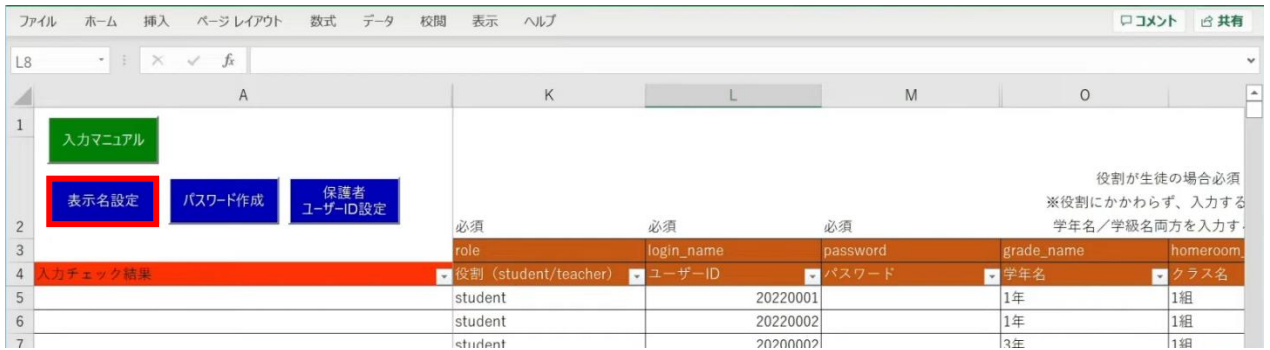 ファイル ホーム 挿入 ページ レイアウト 数式 データ 校閲 表示 ヘルプ コメント 共有
L8 fx
A K L M O
1
入力マニュアル
役割が生徒の場合必須
表示名設定 パスワード作成 保護者
ユーザーID設定
※役割にかかわらず、入力する
2 必須 必須 必須 学年名／学級名両方を入力す
3 role login_name password grade_name homeroom_
4 入力チェック結果 役割（student/teacher） ユーザーID パスワード 学年名 クラス名
5 student 20220001 1年 1組
6 student 20220002 1年 1組
7 student 20200002 3年 1組